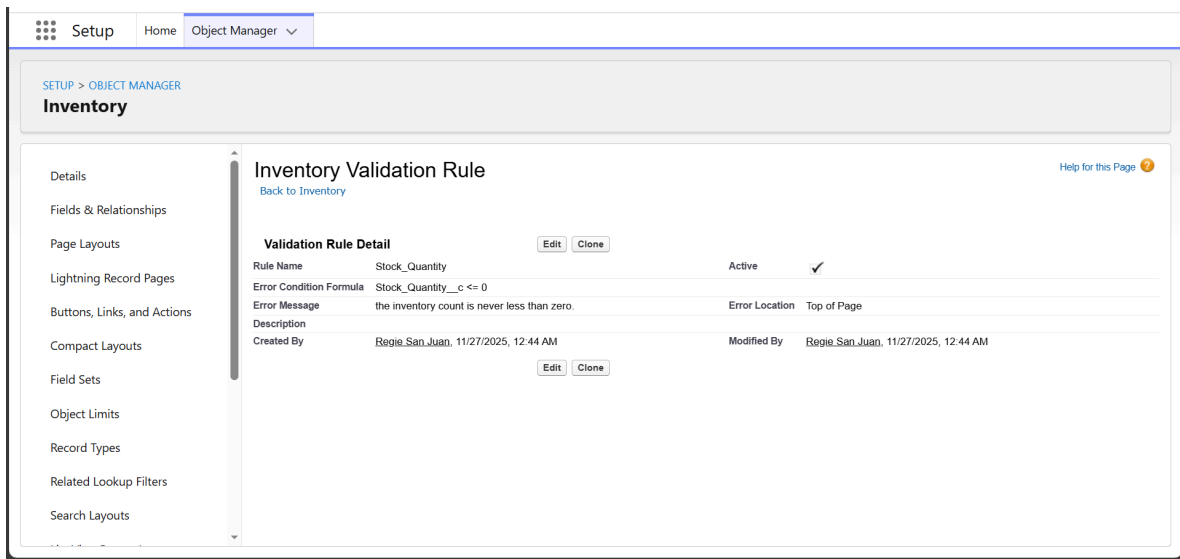 Setup Home Object Manager
SETUP > OBJECT MANAGER
Inventory
Details
Fields & Relationships
Page Layouts
Lightning Record Pages
Buttons, Links, and Actions
Compact Layouts
Field Sets
Object Limits
Record Types
Related Lookup Filters
Search Layouts
Inventory Validation Rule
Help for this Page ?
Back to Inventory
Validation Rule Detail Edit Clone
Rule Name Stock_Quantity Active
Error Condition Formula Stock_Quantity__c <= 0
Error Message the inventory count is never less than zero. Error Location Top of Page
Description
Created By Regie San Juan, 11/27/2025, 12:44 AM Modified By Regie San Juan, 11/27/2025, 12:44 AM
Edit Clone